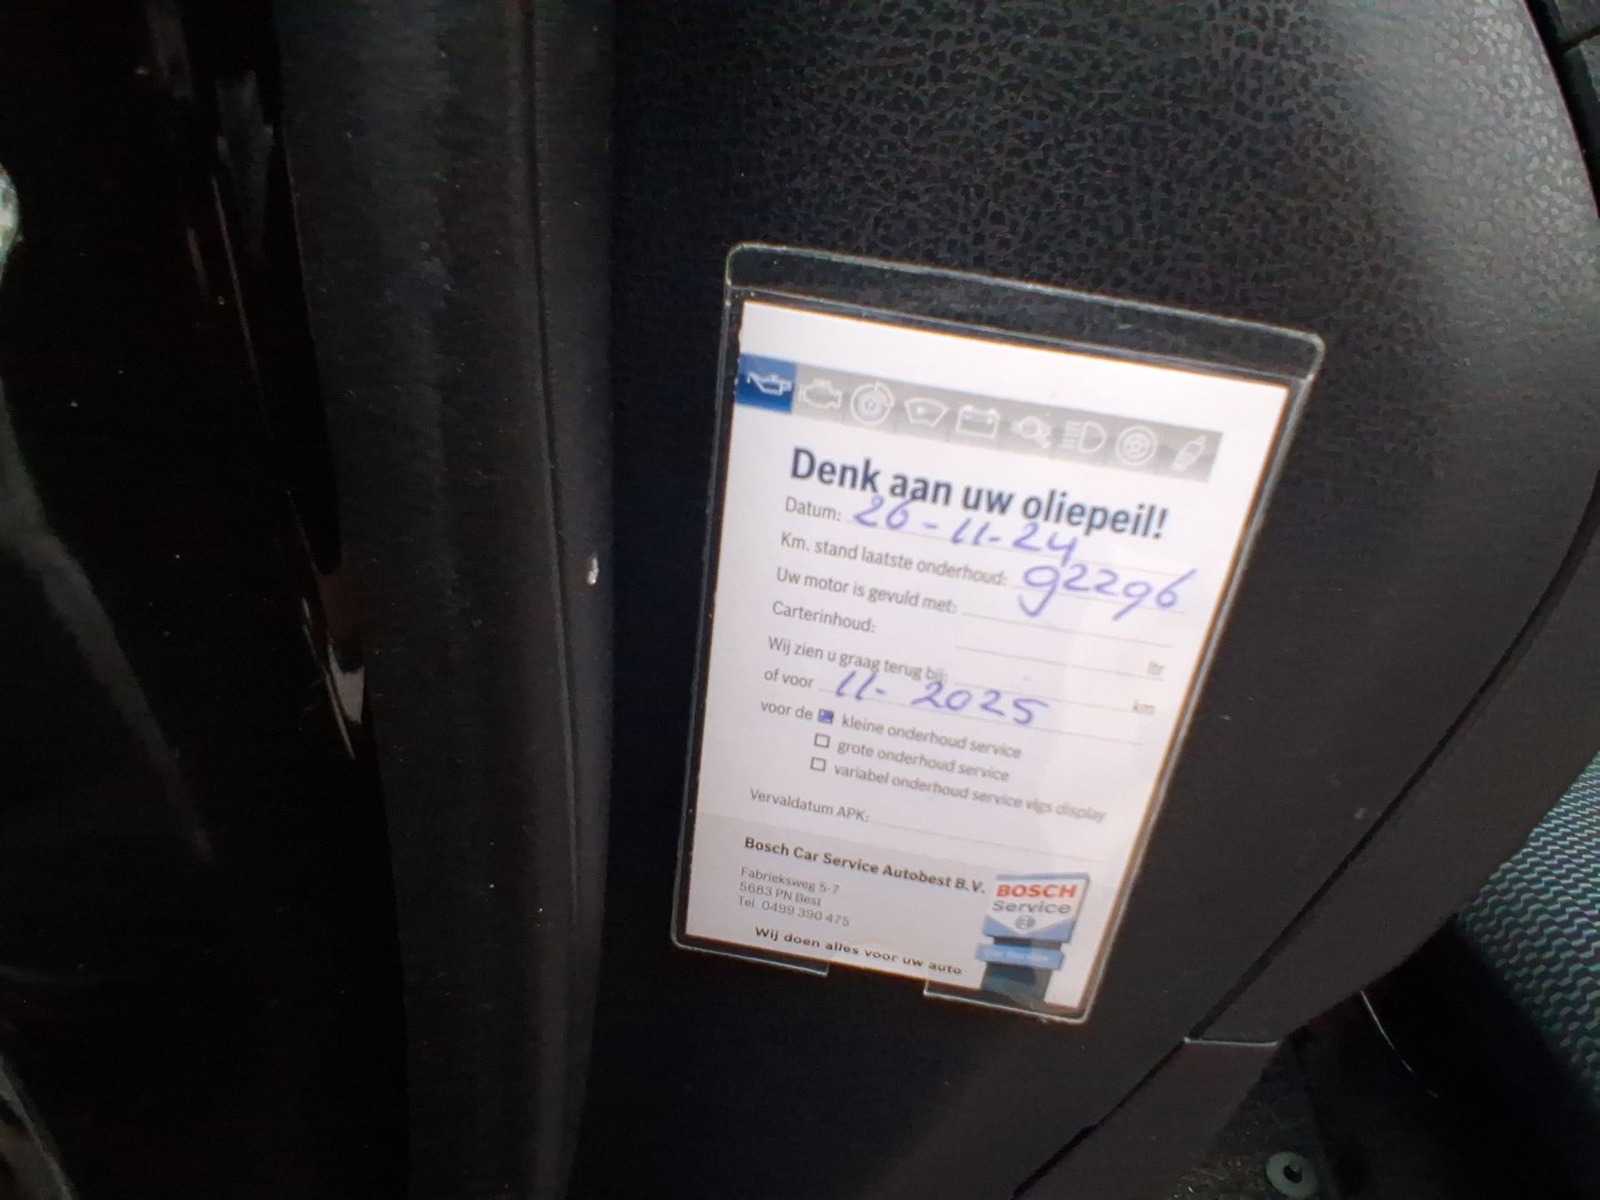 Denk aan uw oliepeil!
Datum: 26-11-24
Km. stand laatste onderhoud: 92296
Uw motor is gevuld met:
Carterinhoud: ltr
Wij zien u graag terug bij: km
of voor 11-2025
voor de kleine onderhoud service
grote onderhoud service
variabel onderhoud service vlgs display
Vervaldatum APK:
Bosch Car Service Autobest B.V.
Fabrieksweg 5-7
5683 PN Best
Tel. 0499 390 475
Wij doen alles voor uw auto
BOSCH
Service